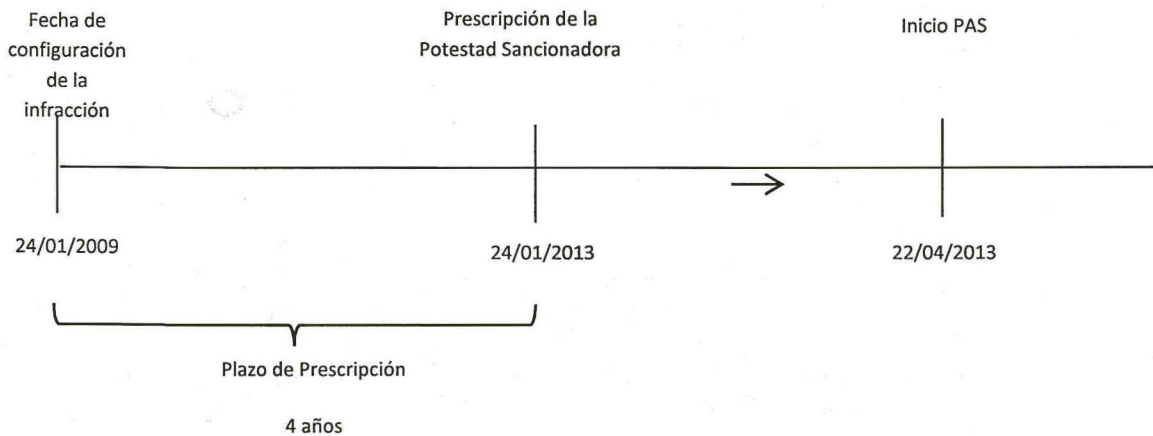 Fecha de
configuración
de la
infracción
Prescripción de la
Potestad Sancionadora
Inicio PAS
24/01/2009
24/01/2013
22/04/2013
Plazo de Prescripción
4 años